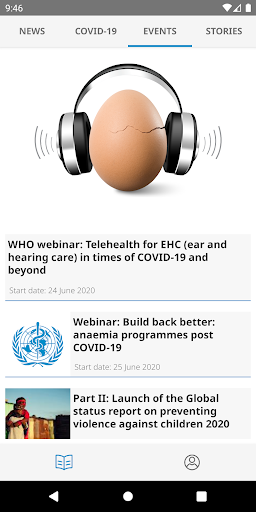 9:46
NEWS COVID-19 EVENTS STORIES
WHO webinar: Telehealth for EHC (ear and
hearing care) in times of COVID-19 and
beyond
Start date: 24 June 2020
Webinar: Build back better:
anaemia programmes post
COVID-19
Start date: 25 June 2020
Part II: Launch of the Global
status report on preventing
violence against children 2020